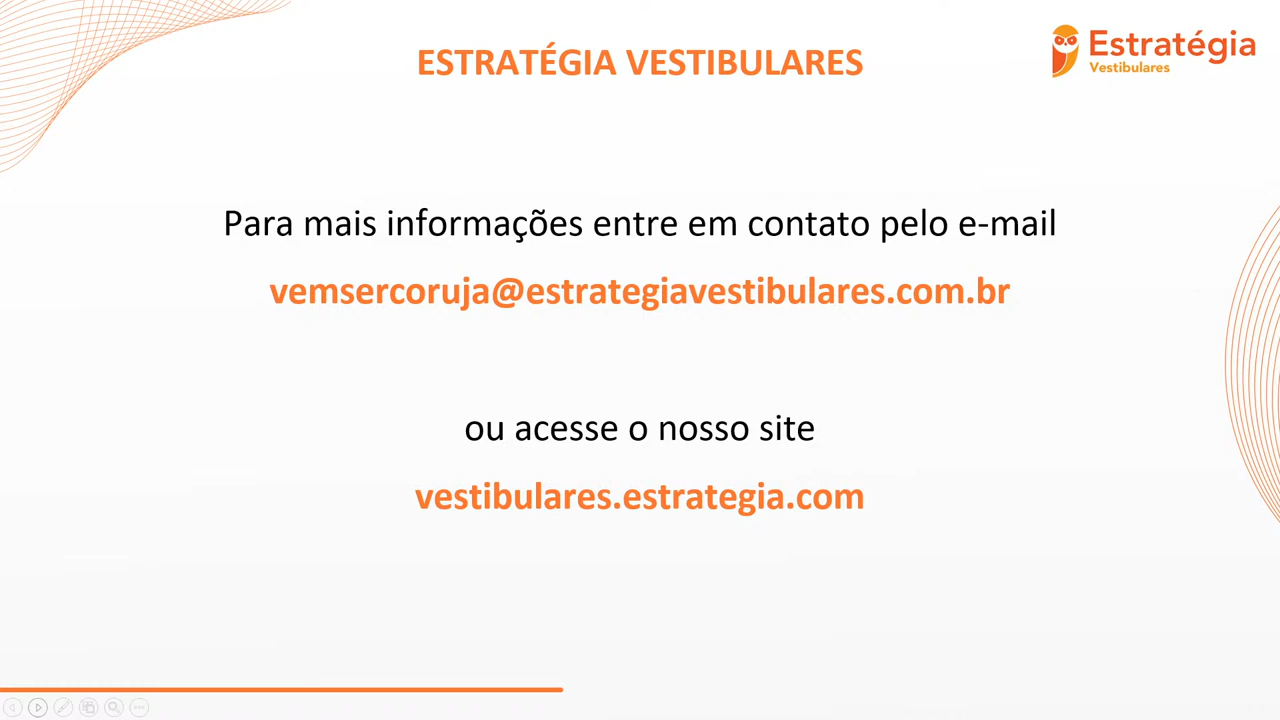 ESTRATÉGIA VESTIBULARES
Estratégia
Vestibulares
Para mais informações entre em contato pelo e-mail
vemsercoruja@estrategiavestibulares.com.br
ou acesse o nosso site
vestibulares.estrategia.com